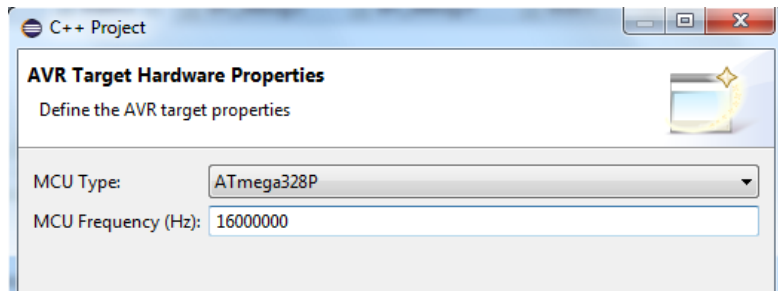 C++ Project
AVR Target Hardware Properties
Define the AVR target properties
MCU Type: ATmega328P
MCU Frequency (Hz): 16000000